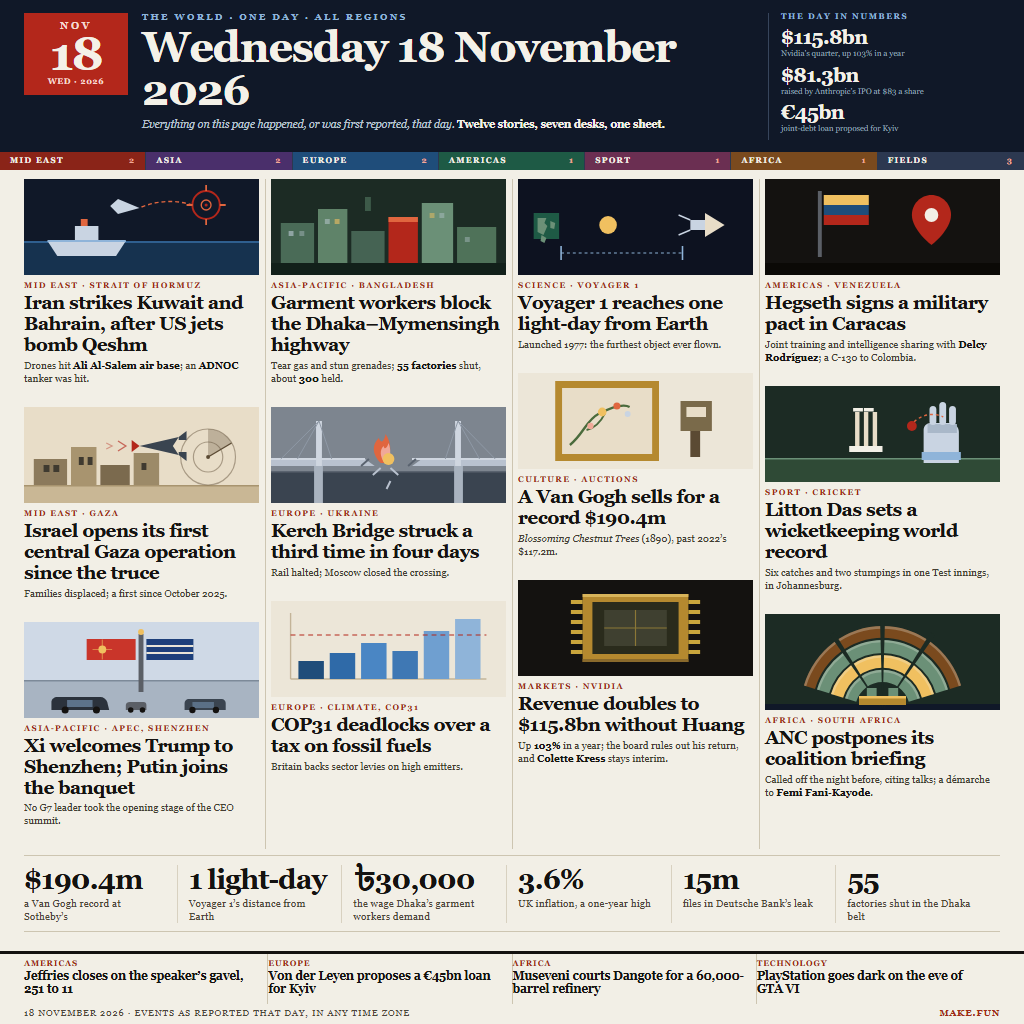 NOV
18
WED · 2026
THE WORLD · ONE DAY · ALL REGIONS
Wednesday 18 November
2026
Everything on this page happened, or was first reported, that day. Twelve stories, seven desks, one sheet.
THE DAY IN NUMBERS
$115.8bn
Nvidia's quarter, up 103% in a year
$81.3bn
raised by Anthropic's IPO at $83 a share
€45bn
joint-debt loan proposed for Kyiv
MID EAST 2
ASIA 2
EUROPE 2
AMERICAS 1
SPORT 1
AFRICA 1
FIELDS 3
MID EAST · STRAIT OF HORMUZ
Iran strikes Kuwait and
Bahrain, after US jets
bomb Qeshm
Drones hit Ali Al-Salem air base; an ADNOC
tanker was hit.
MID EAST · GAZA
Israel opens its first
central Gaza operation
since the truce
Families displaced; a first since October 2025.
ASIA-PACIFIC · APEC, SHENZHEN
Xi welcomes Trump to
Shenzhen; Putin joins
the banquet
No G7 leader took the opening stage of the CEO
summit.
ASIA-PACIFIC · BANGLADESH
Garment workers block
the Dhaka–Mymensingh
highway
Tear gas and stun grenades; 55 factories shut,
about 300 held.
EUROPE · UKRAINE
Kerch Bridge struck a
third time in four days
Rail halted; Moscow closed the crossing.
EUROPE · CLIMATE, COP31
COP31 deadlocks over a
tax on fossil fuels
Britain backs sector levies on high emitters.
SCIENCE · VOYAGER 1
Voyager 1 reaches one
light-day from Earth
Launched 1977: the furthest object ever flown.
CULTURE · AUCTIONS
A Van Gogh sells for a
record $190.4m
Blossoming Chestnut Trees (1890), past 2022's
$117.2m.
MARKETS · NVIDIA
Revenue doubles to
$115.8bn without Huang
Up 103% in a year; the board rules out his return,
and Colette Kress stays interim.
AMERICAS · VENEZUELA
Hegseth signs a military
pact in Caracas
Joint training and intelligence sharing with Delcy
Rodríguez; a C-130 to Colombia.
SPORT · CRICKET
Litton Das sets a
wicketkeeping world
record
Six catches and two stumpings in one Test innings,
in Johannesburg.
AFRICA · SOUTH AFRICA
ANC postpones its
coalition briefing
Called off the night before, citing talks; a démarche
to Femi Fani-Kayode.
$190.4m
a Van Gogh record at
Sotheby's
1 light-day
Voyager 1's distance from
Earth
৳30,000
the wage Dhaka's garment
workers demand
3.6%
UK inflation, a one-year high
15m
files in Deutsche Bank's leak
55
factories shut in the Dhaka
belt
AMERICAS
Jeffries closes on the speaker's gavel,
251 to 11
EUROPE
Von der Leyen proposes a €45bn loan
for Kyiv
AFRICA
Museveni courts Dangote for a 60,000-
barrel refinery
TECHNOLOGY
PlayStation goes dark on the eve of
GTA VI
18 NOVEMBER 2026 · EVENTS AS REPORTED THAT DAY, IN ANY TIME ZONE
MAKE.FUN